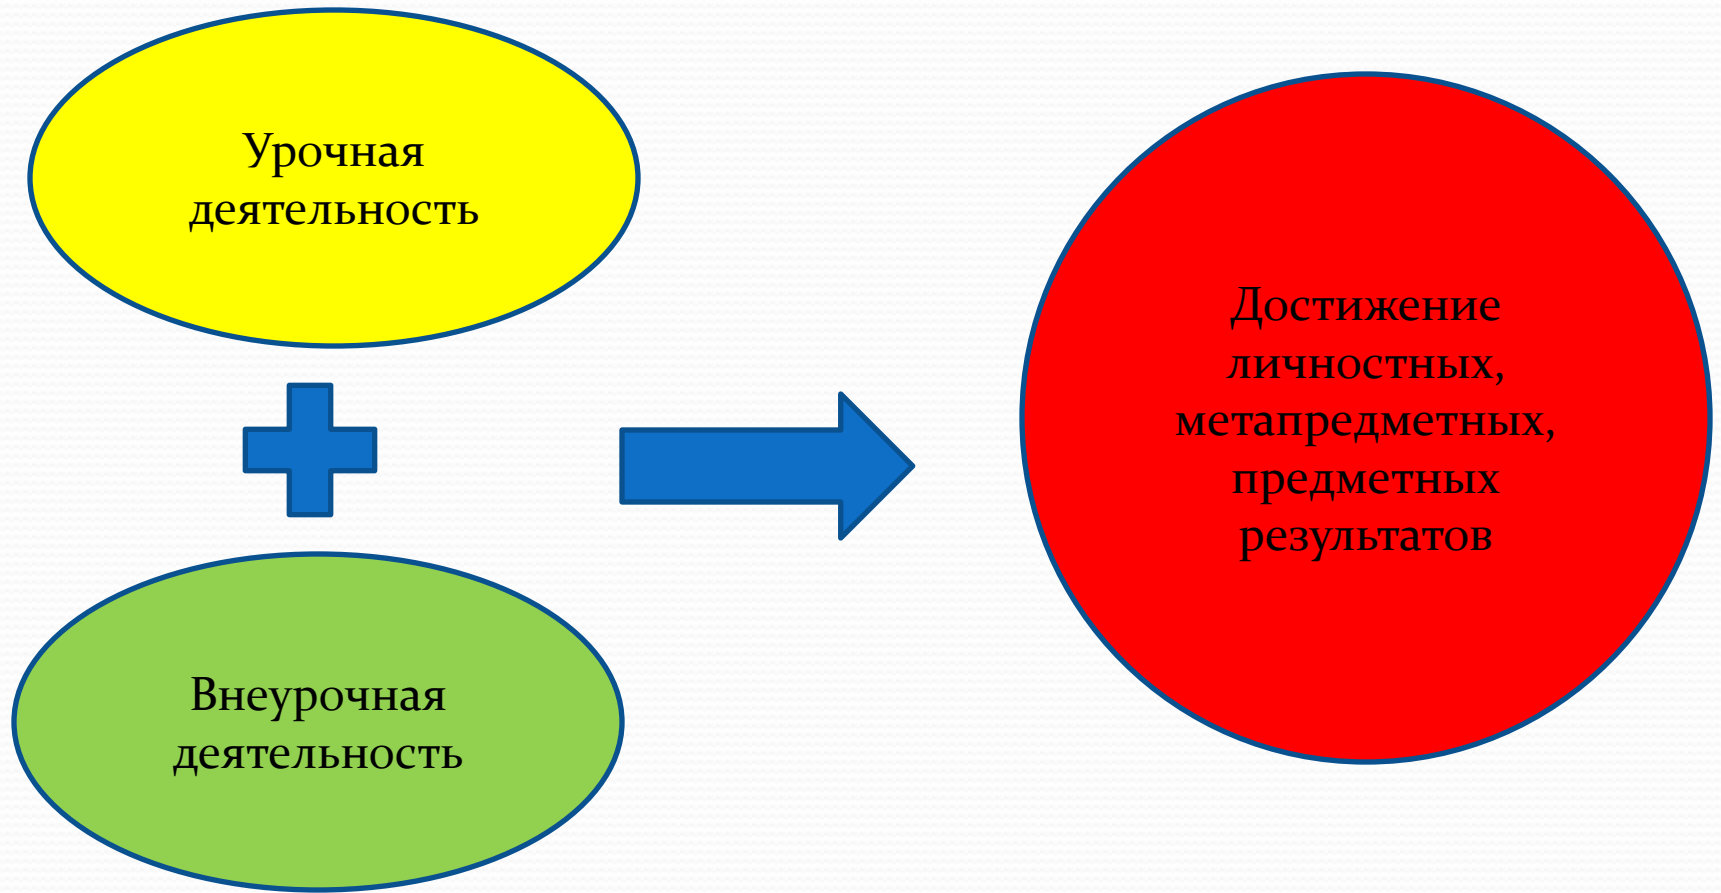 Урочная
деятельность
Внеурочная
деятельность
Достижение
личностных,
метапредметных,
предметных
результатов